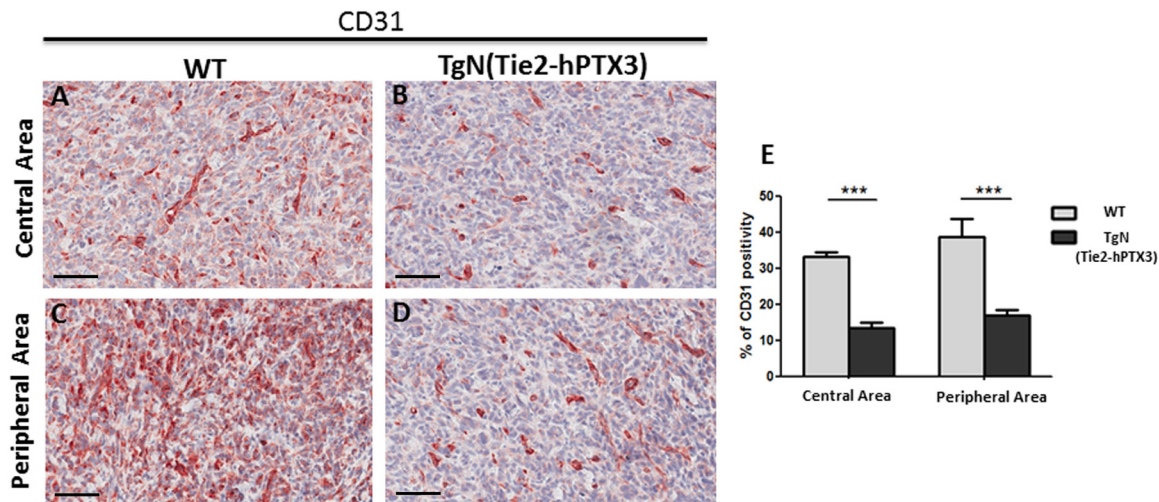 CD31
WT
TgN(Tie2-hPTX3)
Central Area
A
B
Peripheral Area
C
D
E
% of CD31 positivity
50
40
30
20
10
0
***
***
Central Area
Peripheral Area
WT
TgN
(Tie2-hPTX3)